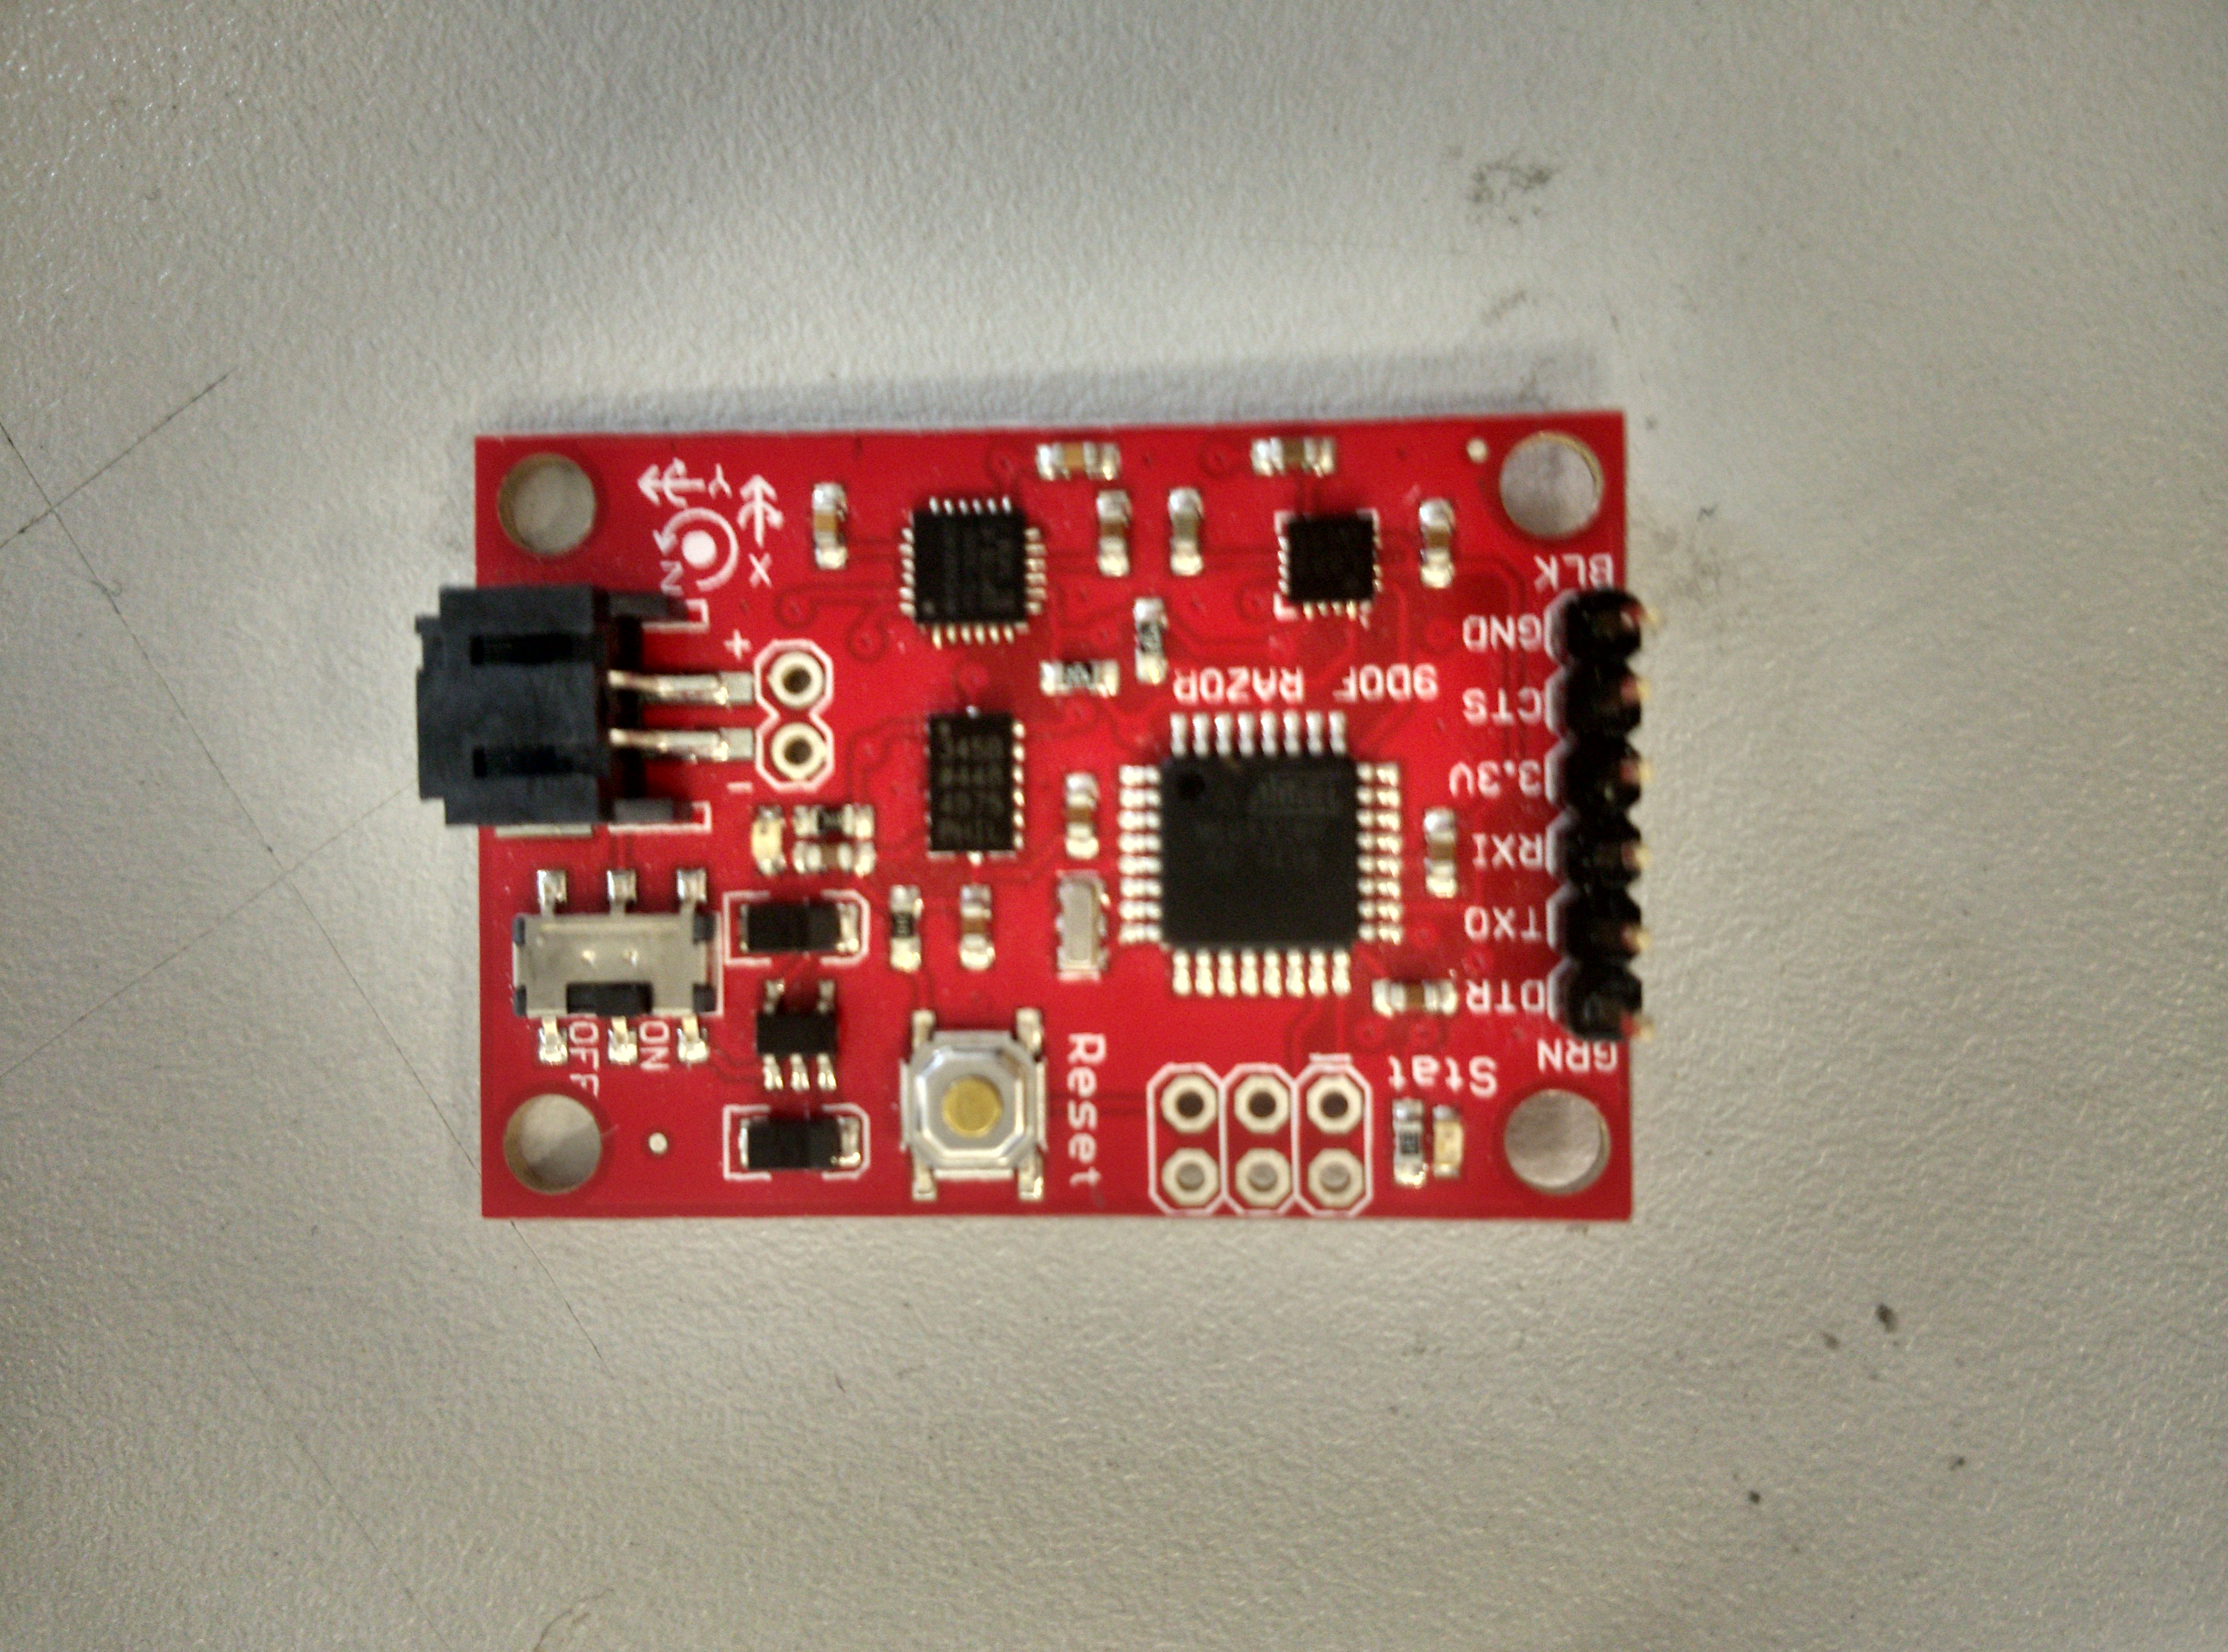 Y
X
Z
+
-
9DOF RAZOR
BLK
GND
CTS
3.3V
RXI
TXO
DTR
GRN
Stat
Reset
ON
OFF